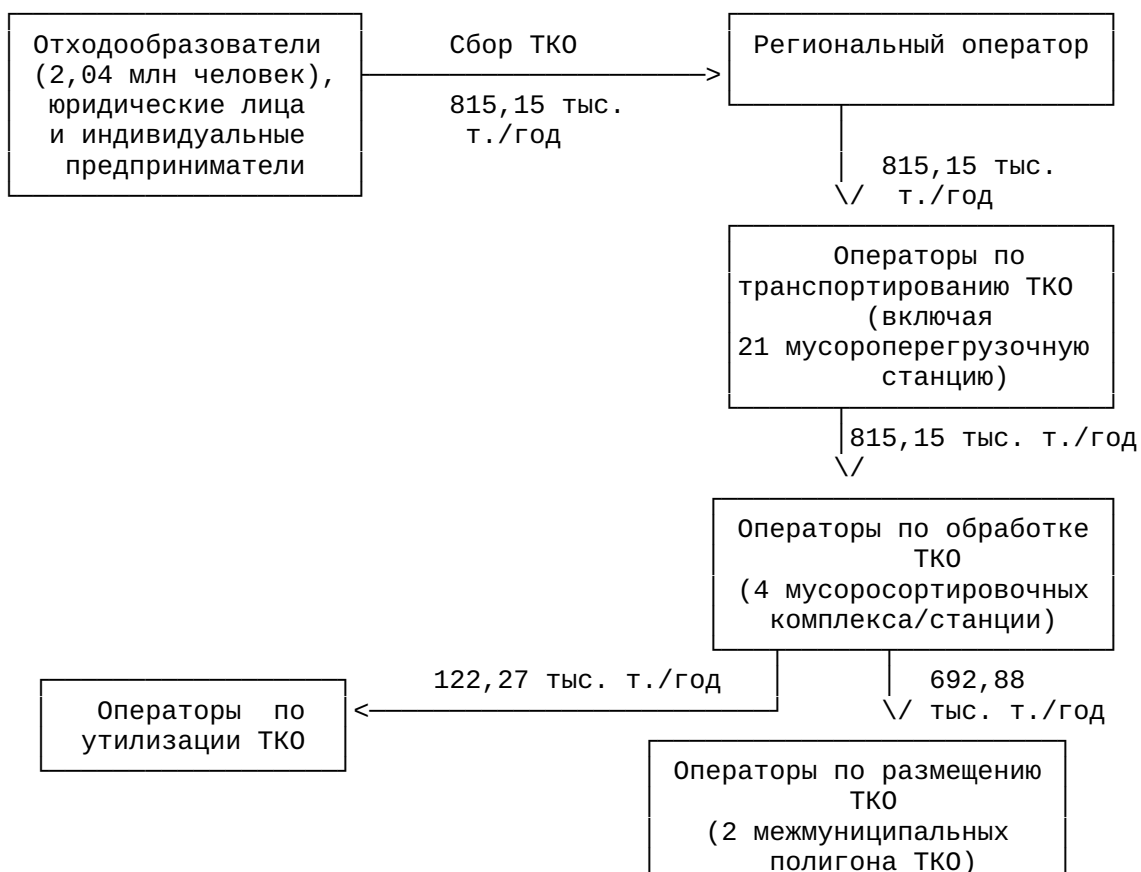 Отходообразователи
(2,04 млн человек),
юридические лица
и индивидуальные
предприниматели
Сбор ТКО
815,15 тыс.
т./год
Региональный оператор
815,15 тыс.
т./год
Операторы по
транспортированию ТКО
(включая
21 мусороперегрузочную
станцию)
815,15 тыс. т./год
Операторы по обработке
ТКО
(4 мусоросортировочных
комплекса/станции)
122,27 тыс. т./год
692,88
тыс. т./год
Операторы по
утилизации ТКО
Операторы по размещению
ТКО
(2 межмуниципальных
полигона ТКО)